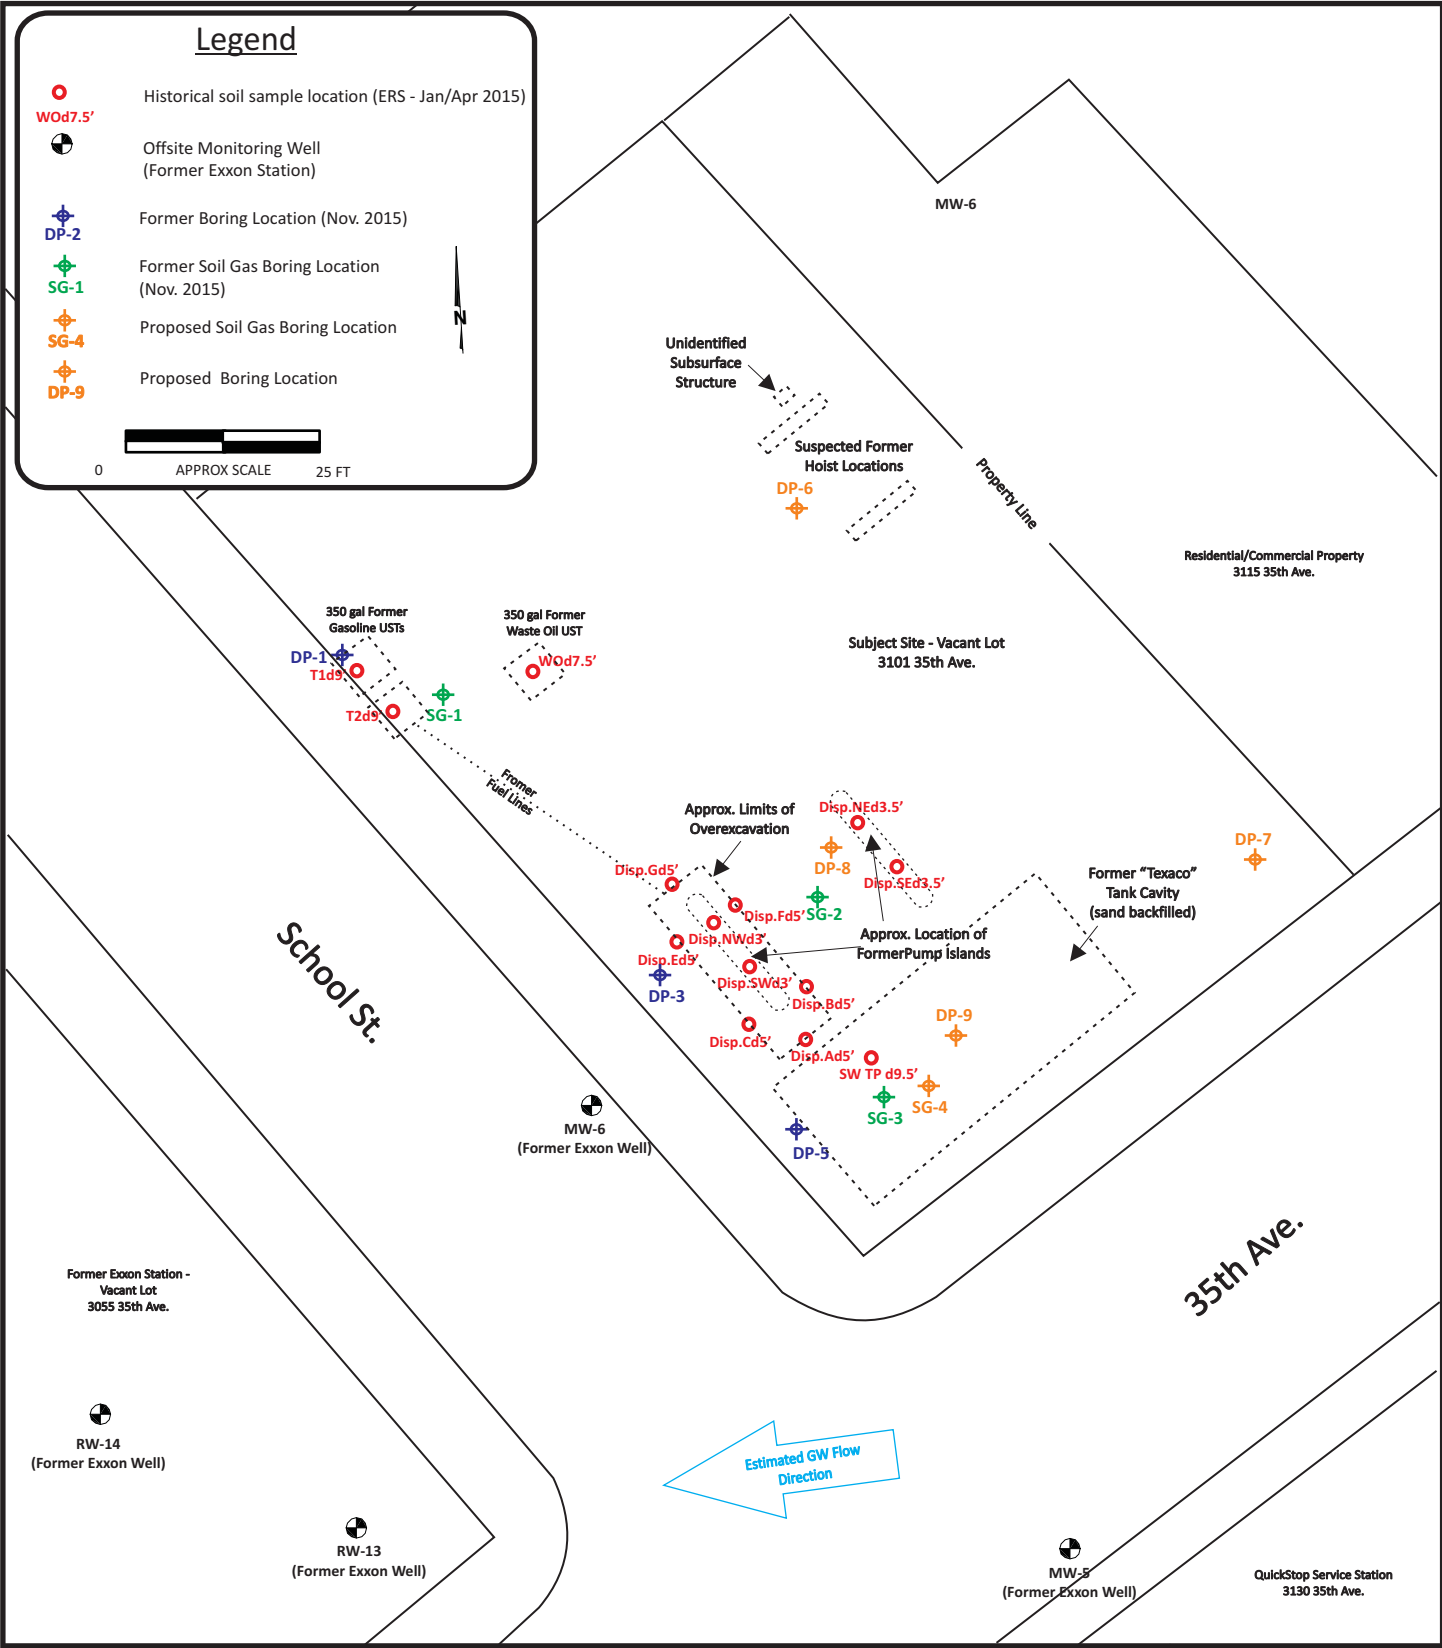 Legend
Historical soil sample location (ERS - Jan/Apr 2015)
WOd7.5’
Offsite Monitoring Well
(Former Exxon Station)
Former Boring Location (Nov. 2015)
DP-2
Former Soil Gas Boring Location
(Nov. 2015)
SG-1
Proposed Soil Gas Boring Location
SG-4
Proposed Boring Location
DP-9
N
0
APPROX SCALE
25 FT
MW-6
Unidentified
Subsurface
Structure
Suspected Former
Hoist Locations
DP-6
Property Line
Residential/Commercial Property
3115 35th Ave.
350 gal Former
Gasoline USTs
350 gal Former
Waste Oil UST
DP-1
T1d9’
WOd7.5’
T2d9’
SG-1
Subject Site - Vacant Lot
3101 35th Ave.
Fromer
Fuel Lines
Approx. Limits of
Overexcavation
Disp.NEd3.5’
DP-8
DP-7
Disp.Gd5’
Disp.SEd3.5’
Former “Texaco”
Tank Cavity
(sand backfilled)
SG-2
Disp.Fd5’
Disp.NWd3’
Approx. Location of
FormerPump islands
Disp.Ed5’
Disp.SWd3’
DP-3
Disp.Bd5’
School St.
DP-9
Disp.Cd5’
Disp.Ad5’
SW TP d9.5’
SG-4
SG-3
MW-6
(Former Exxon Well)
DP-5
35th Ave.
Former Exxon Station -
Vacant Lot
3055 35th Ave.
RW-14
(Former Exxon Well)
Estimated GW Flow
Direction
RW-13
(Former Exxon Well)
MW-5
(Former Exxon Well)
QuickStop Service Station
3130 35th Ave.